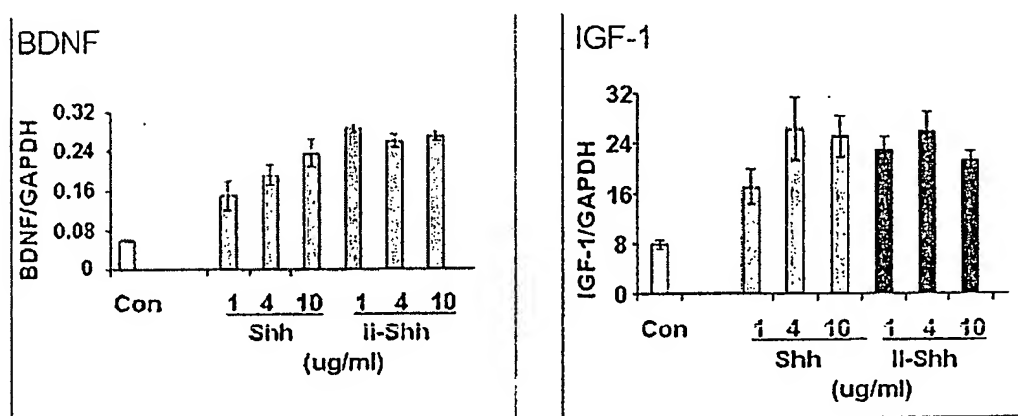 BDNF
BDNF/GAPDH
0.32
0.24
0.16
0.08
0
Con
1 4 10 1 4 10
Shh II-Shh
(ug/ml)
IGF-1
IGF-1/GAPDH
32
24
16
8
0
Con
1 4 10 1 4 10
Shh II-Shh
(ug/ml)